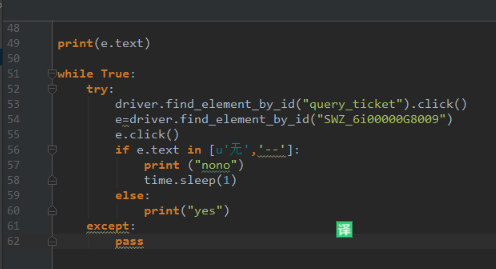 48
49 print(e.text)
50
51 while True:
52 try:
53 driver.find_element_by_id("query_ticket").click()
54 e=driver.find_element_by_id("SWZ_6i00000G8009")
55 e.click()
56 if e.text in [u'无','--']:
57 print ("nono")
58 time.sleep(1)
59 else:
60 print("yes")
61 except:
62 pass
译